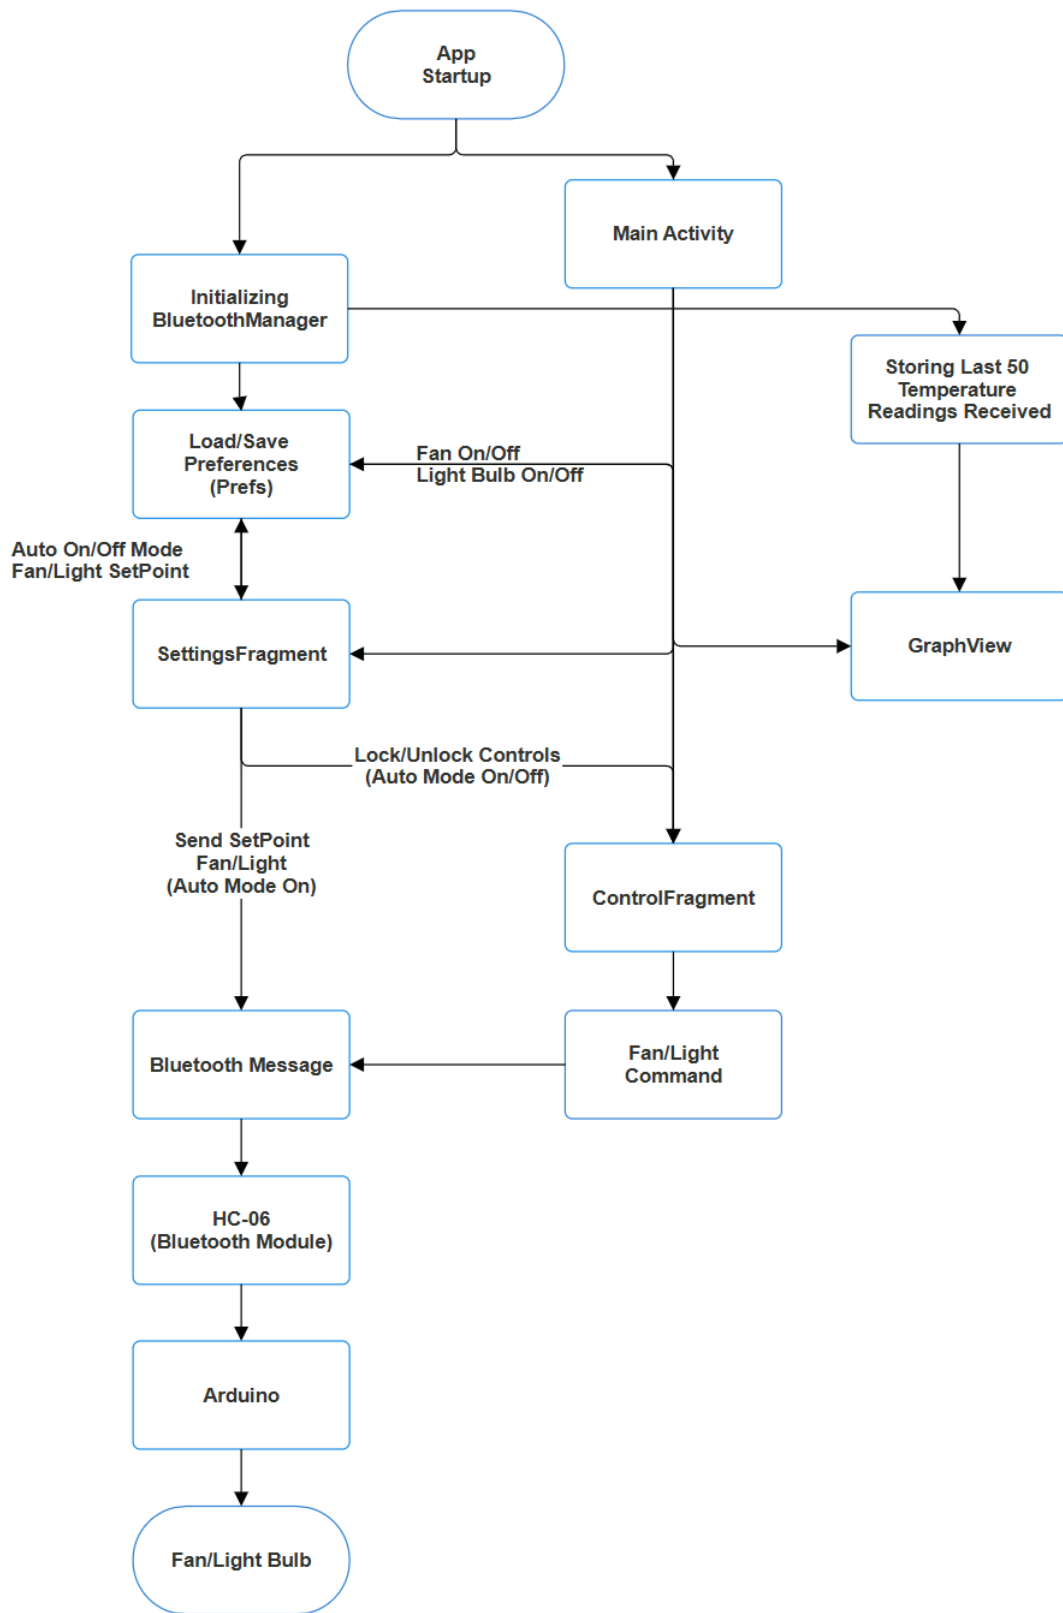 App
Startup
Main Activity
Initializing
BluetoothManager
Storing Last 50
Temperature
Readings Received
Load/Save
Preferences
(Prefs)
Fan On/Off
Light Bulb On/Off
Auto On/Off Mode
Fan/Light SetPoint
SettingsFragment
GraphView
Lock/Unlock Controls
(Auto Mode On/Off)
Send SetPoint
Fan/Light
(Auto Mode On)
ControlFragment
Bluetooth Message
Fan/Light
Command
HC-06
(Bluetooth Module)
Arduino
Fan/Light Bulb